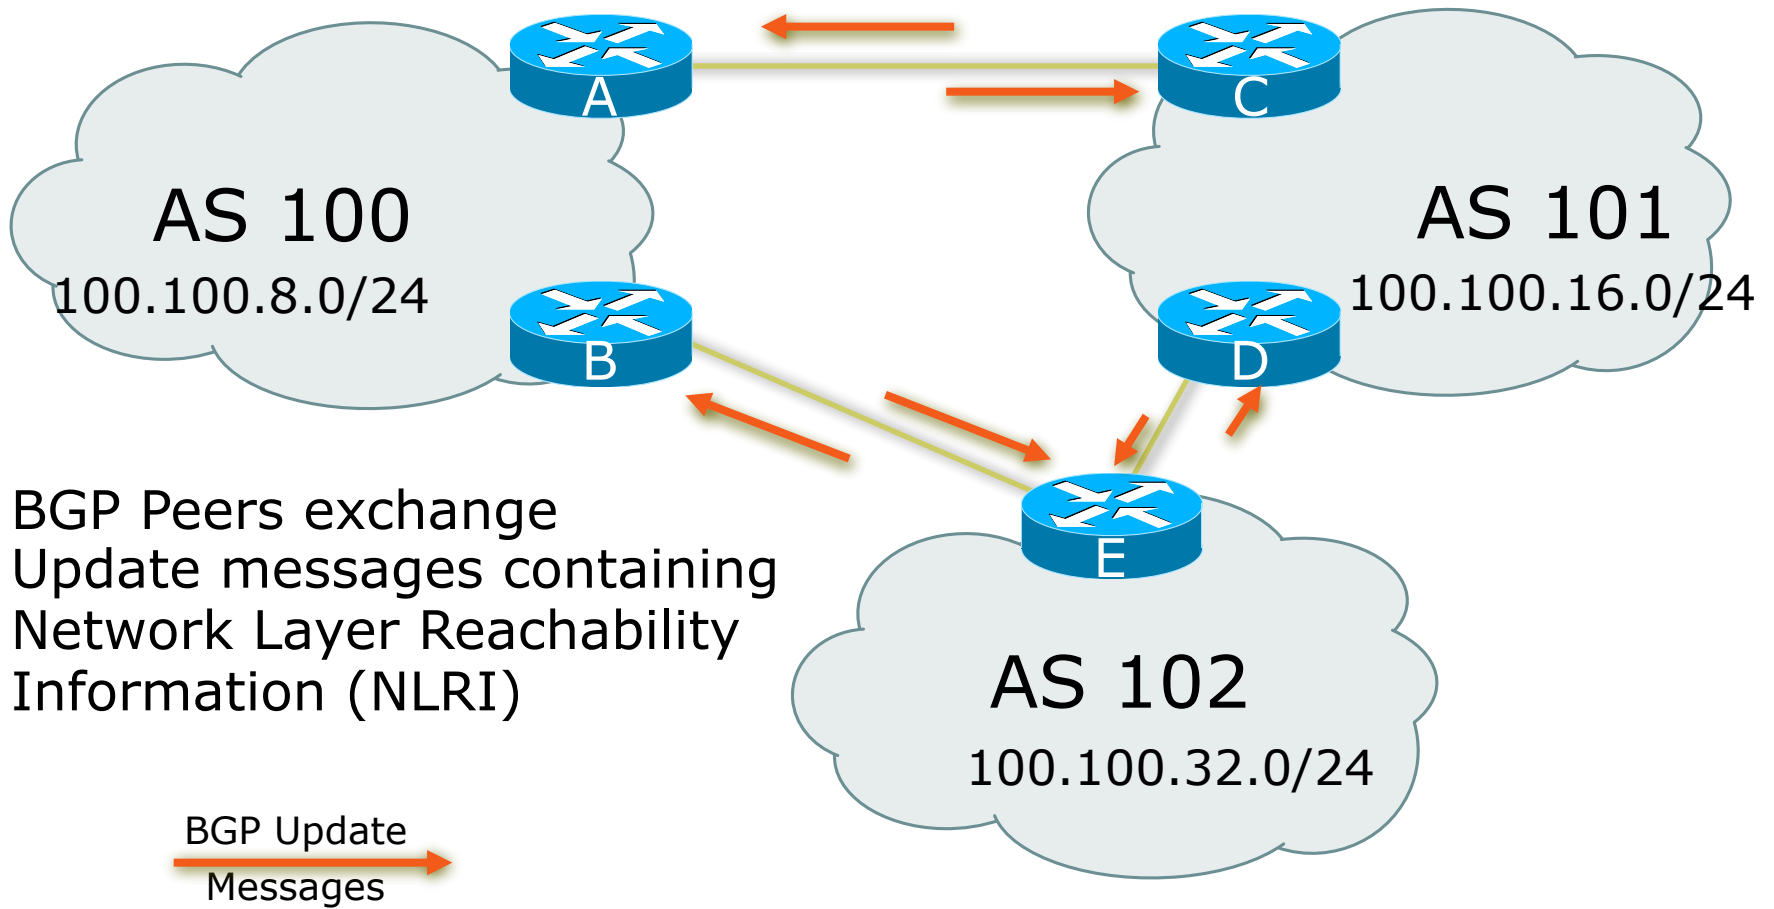 A
C
AS 100
100.100.8.0/24
AS 101
100.100.16.0/24
B
D
E
BGP Peers exchange
Update messages containing
Network Layer Reachability
Information (NLRI)
AS 102
100.100.32.0/24
BGP Update
Messages